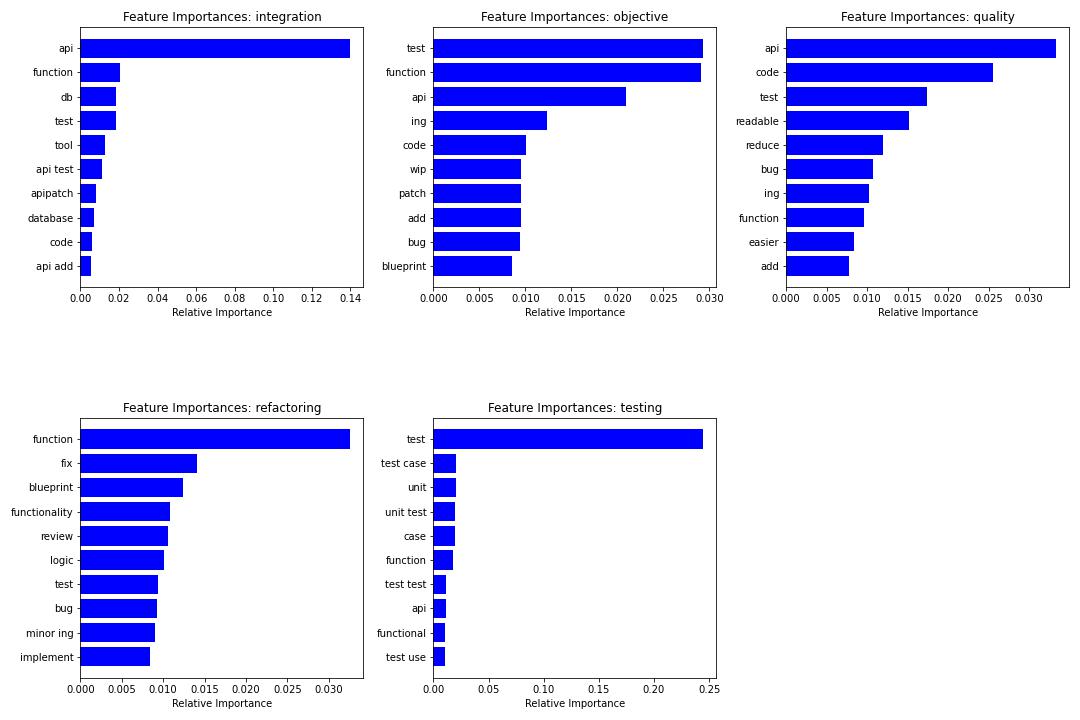 Feature Importances: integration
api
function
db
test
tool
api test
apipatch
database
code
api add
0.00 0.02 0.04 0.06 0.08 0.10 0.12 0.14
Relative Importance
Feature Importances: objective
test
function
api
ing
code
wip
patch
add
bug
blueprint
0.000 0.005 0.010 0.015 0.020 0.025 0.030
Relative Importance
Feature Importances: quality
api
code
test
readable
reduce
bug
ing
function
easier
add
0.000 0.005 0.010 0.015 0.020 0.025 0.030
Relative Importance
Feature Importances: refactoring
function
fix
blueprint
functionality
review
logic
test
bug
minor ing
implement
0.000 0.005 0.010 0.015 0.020 0.025 0.030
Relative Importance
Feature Importances: testing
test
test case
unit
unit test
case
function
test test
api
functional
test use
0.00 0.05 0.10 0.15 0.20 0.25
Relative Importance